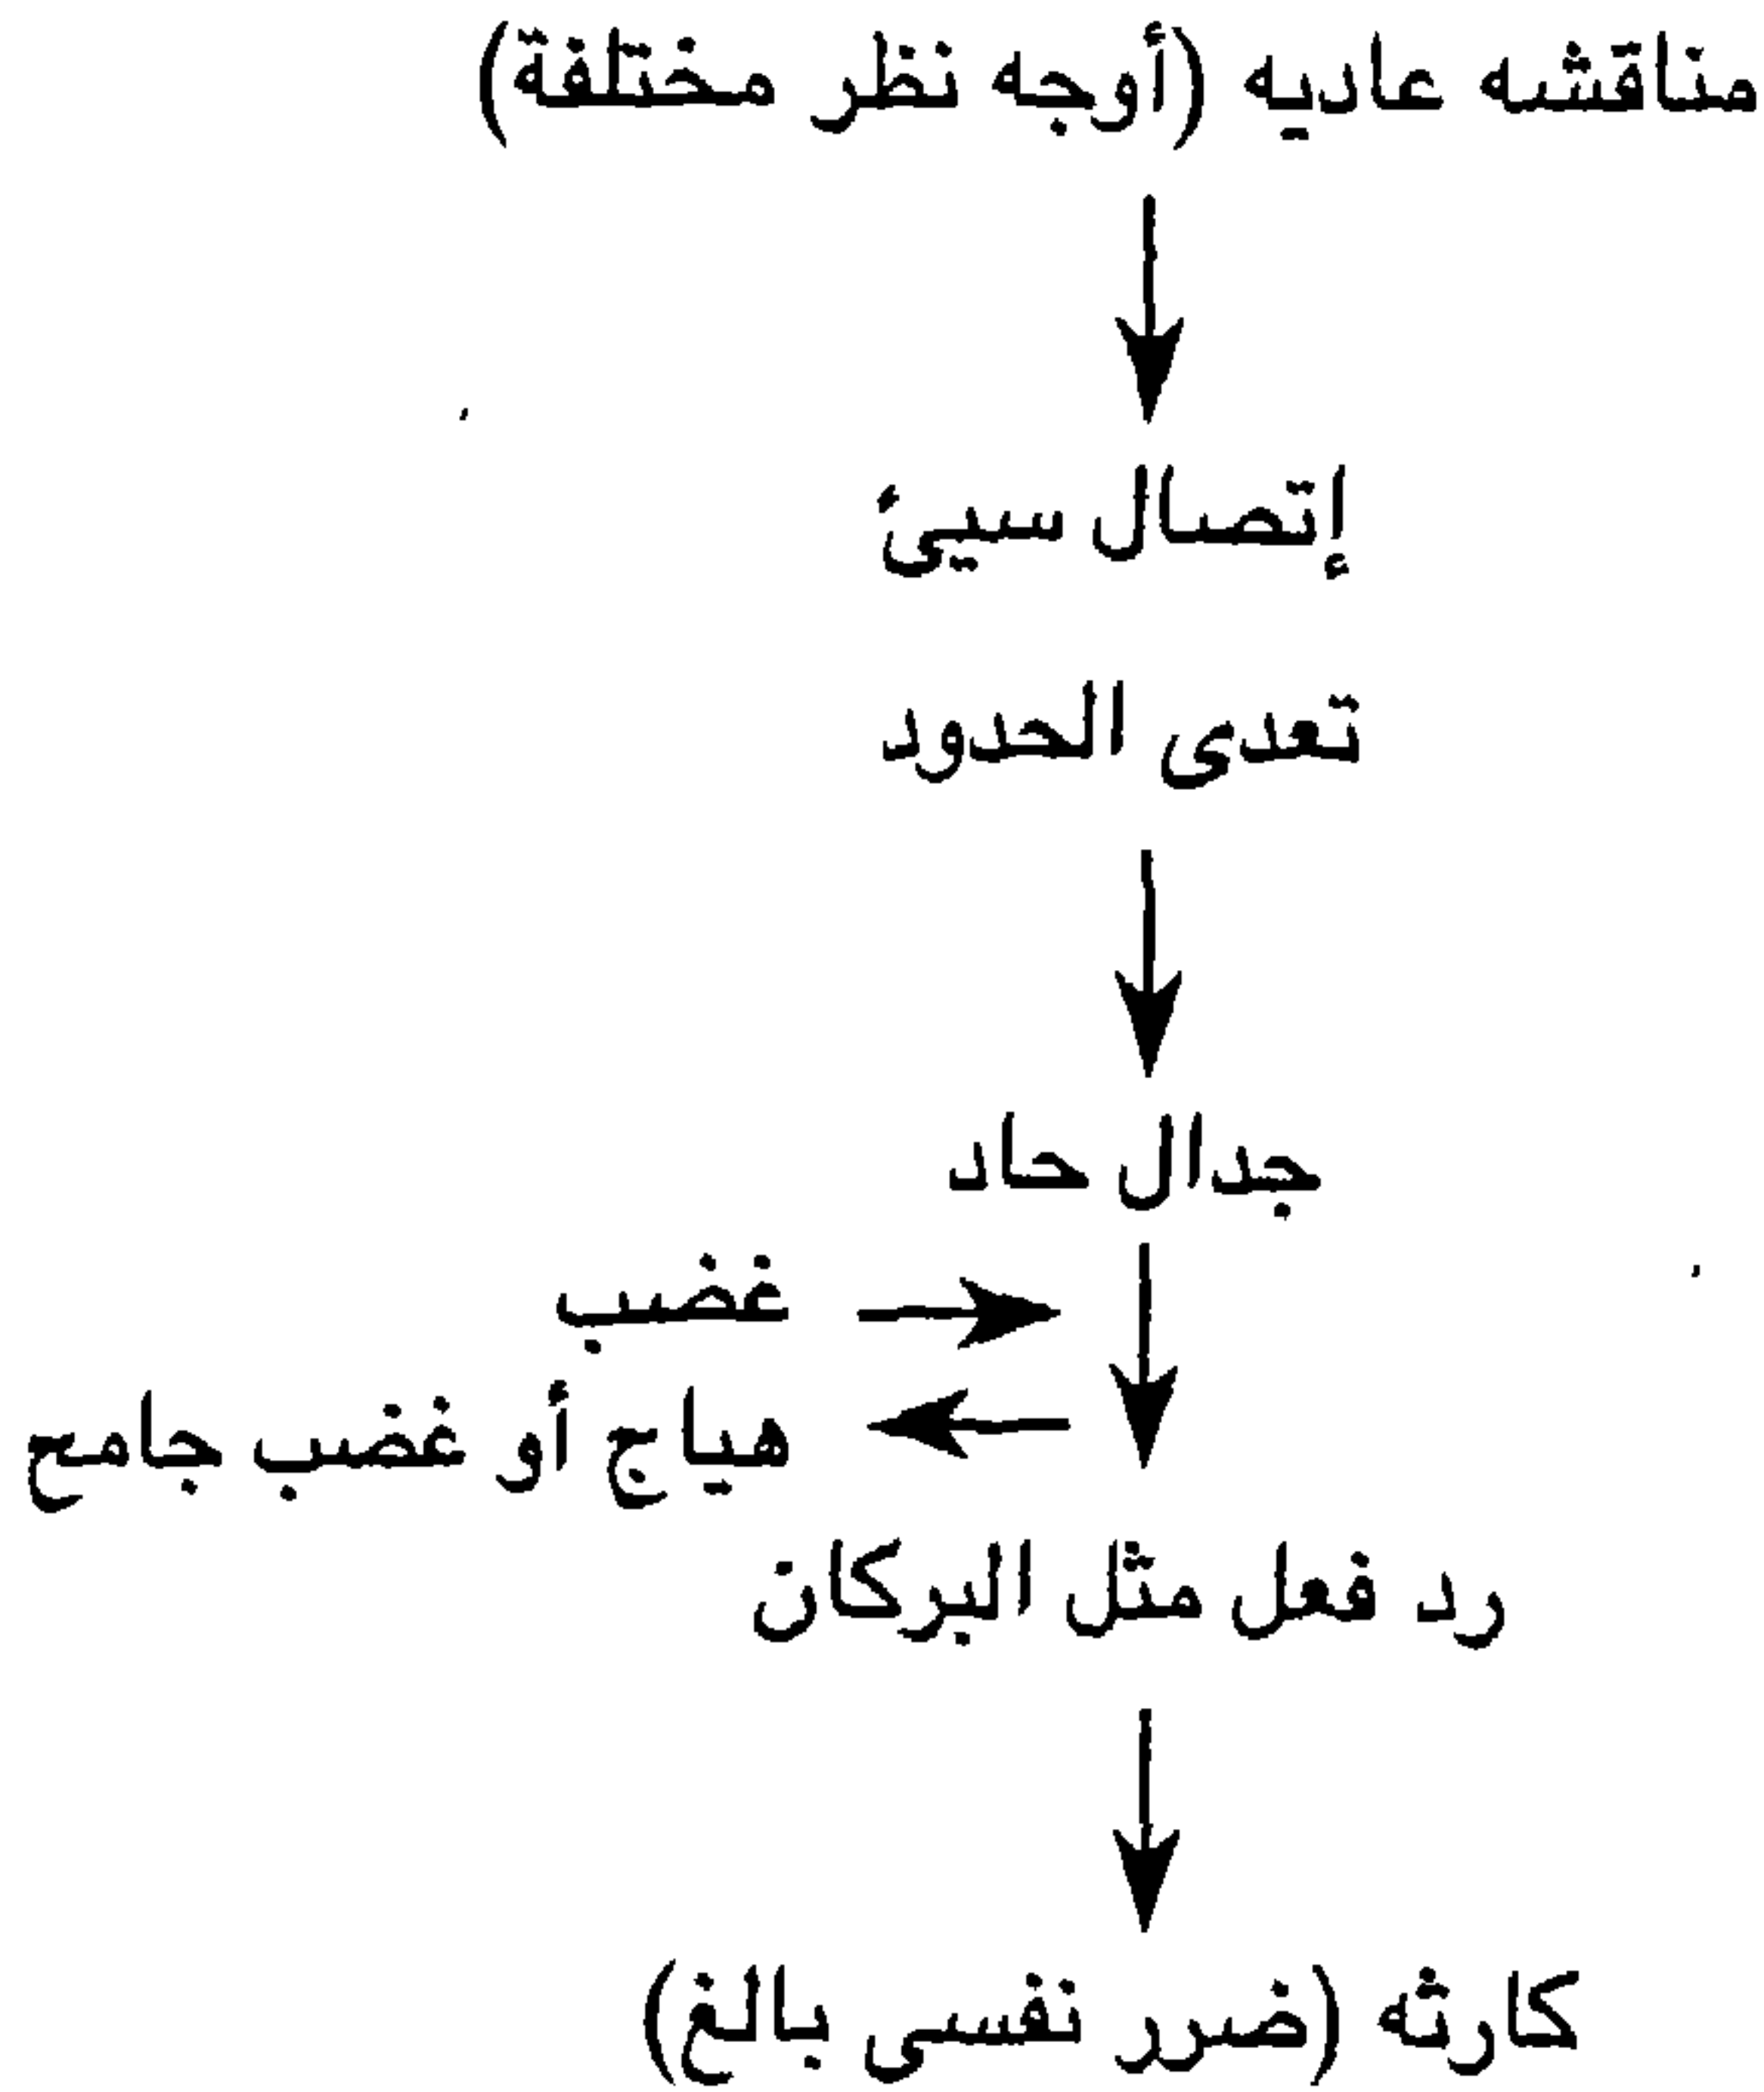 مناقشه عاديه (أوجه نظر مختلفة)
إتصال سيئ
تعدى الحدود
جدال حاد
غضب
هياج أو غضب جامع
رد فعل مثل البركان
كارثه (ضرر نفسى بالغ)